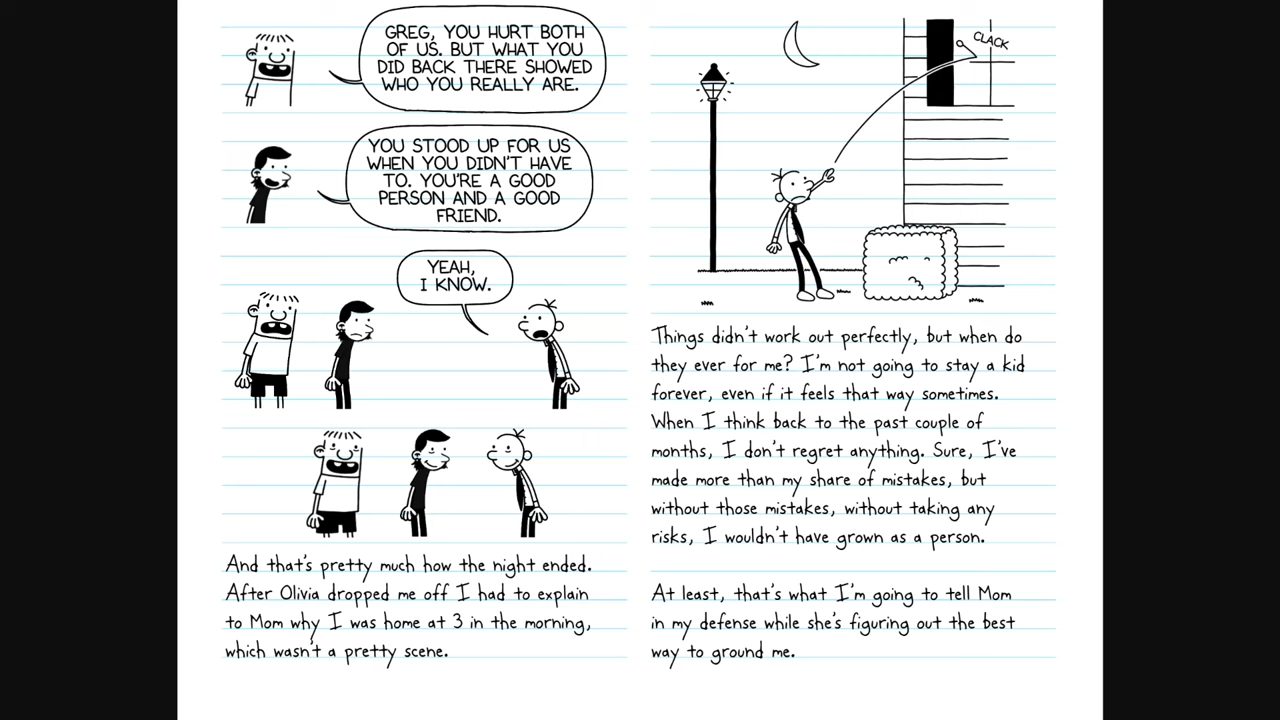 GREG, YOU HURT BOTH
OF US. BUT WHAT YOU
DID BACK THERE SHOWED
WHO YOU REALLY ARE.
YOU STOOD UP FOR US
WHEN YOU DIDN'T HAVE
TO. YOU'RE A GOOD
PERSON AND A GOOD
FRIEND.
YEAH,
I KNOW.
And that's pretty much how the night ended.
After Olivia dropped me off I had to explain
to Mom why I was home at 3 in the morning,
which wasn't a pretty scene.
CLACK
Things didn't work out perfectly, but when do
they ever for me? I'm not going to stay a kid
forever, even if it feels that way sometimes.
When I think back to the past couple of
months, I don't regret anything. Sure, I've
made more than my share of mistakes, but
without those mistakes, without taking any
risks, I wouldn't have grown as a person.
At least, that's what I'm going to tell Mom
in my defense while she's figuring out the best
way to ground me.